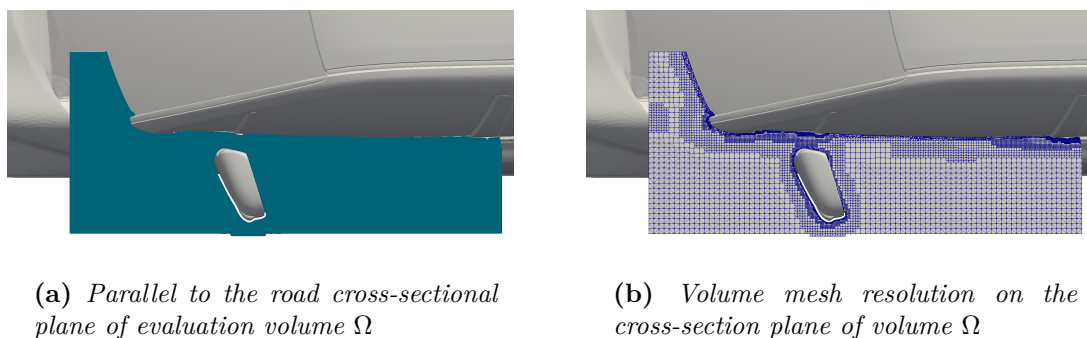 (a) Parallel to the road cross-sectional
plane of evaluation volume Ω
(b) Volume mesh resolution on the
cross-section plane of volume Ω